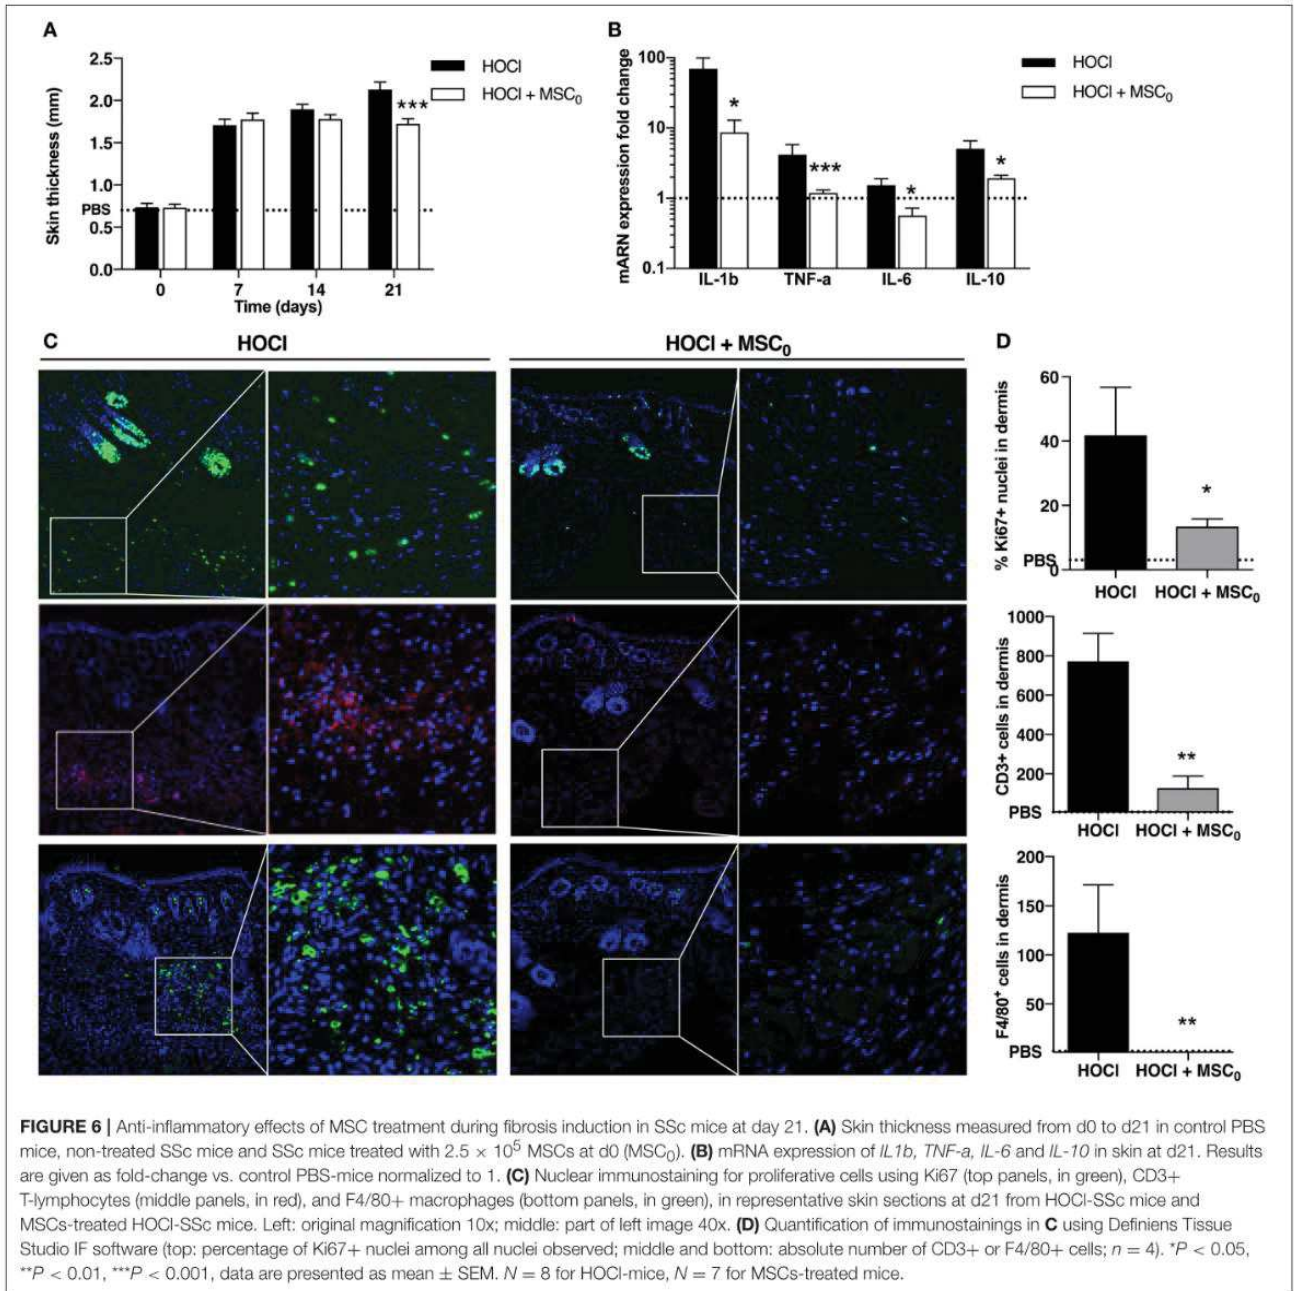 A
2.5
2.0
1.5
1.0
PBS
0.5
0.0
Skin thickness (mm)
0
7
14
21
Time (days)
HOCl
HOCl + MSC₀
***
B
100
10
1
0.1
mARN expression fold change
*
***
*
*
IL-1b
TNF-a
IL-6
IL-10
HOCl
HOCl + MSC₀
C
HOCl
HOCl + MSC₀
D
60
40
20
PBS
0
% Ki67+ nuclei in dermis
*
HOCl
HOCl + MSC₀
1000
800
600
400
200
PBS
CD3+ cells in dermis
**
HOCl
HOCl + MSC₀
200
150
100
50
PBS
F4/80⁺ cells in dermis
**
HOCl
HOCl + MSC₀
FIGURE 6 | Anti-inflammatory effects of MSC treatment during fibrosis induction in SSc mice at day 21. (A) Skin thickness measured from d0 to d21 in control PBS
mice, non-treated SSc mice and SSc mice treated with 2.5 × 10⁵ MSCs at d0 (MSC₀). (B) mRNA expression of IL1b, TNF-a, IL-6 and IL-10 in skin at d21. Results
are given as fold-change vs. control PBS-mice normalized to 1. (C) Nuclear immunostaining for proliferative cells using Ki67 (top panels, in green), CD3+
T-lymphocytes (middle panels, in red), and F4/80+ macrophages (bottom panels, in green), in representative skin sections at d21 from HOCl-SSc mice and
MSCs-treated HOCl-SSc mice. Left: original magnification 10x; middle: part of left image 40x. (D) Quantification of immunostainings in C using Definiens Tissue
Studio IF software (top: percentage of Ki67+ nuclei among all nuclei observed; middle and bottom: absolute number of CD3+ or F4/80+ cells; n = 4). *P < 0.05,
**P < 0.01, ***P < 0.001, data are presented as mean ± SEM. N = 8 for HOCl-mice, N = 7 for MSCs-treated mice.